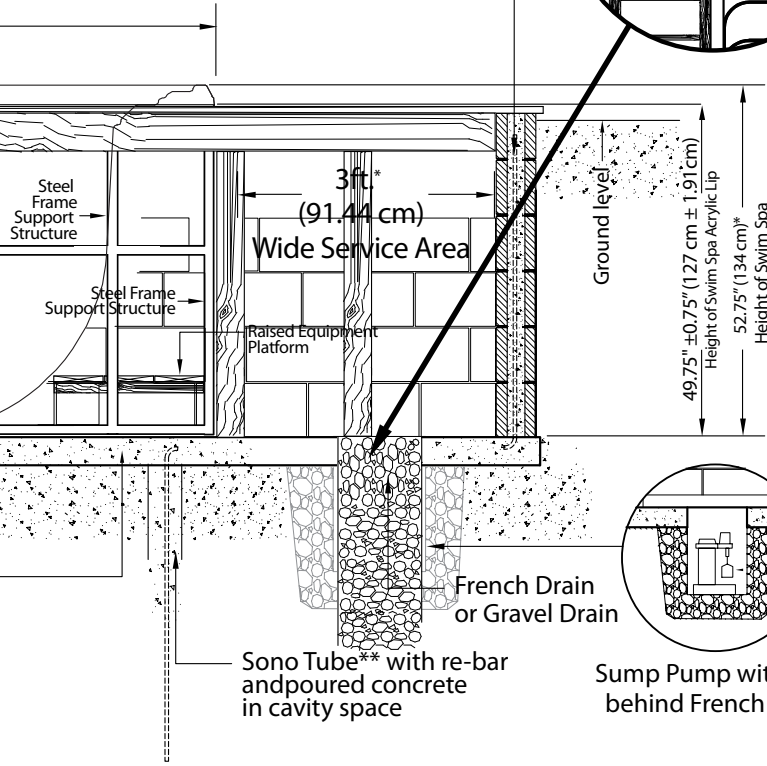 3ft.*
(91.44 cm)
Wide Service Area
Steel
Frame
Support
Structure
Steel Frame
Support Structure
Raised Equipment
Platform
Ground level
49.75" ±0.75” (127 cm ± 1.91cm)
Height of Swim Spa Acrylic Lip
52.75” (134 cm)*
Height of Swim Spa
French Drain
or Gravel Drain
Sono Tube** with re-bar
andpoured concrete
in cavity space
Sump Pump wit
behind French